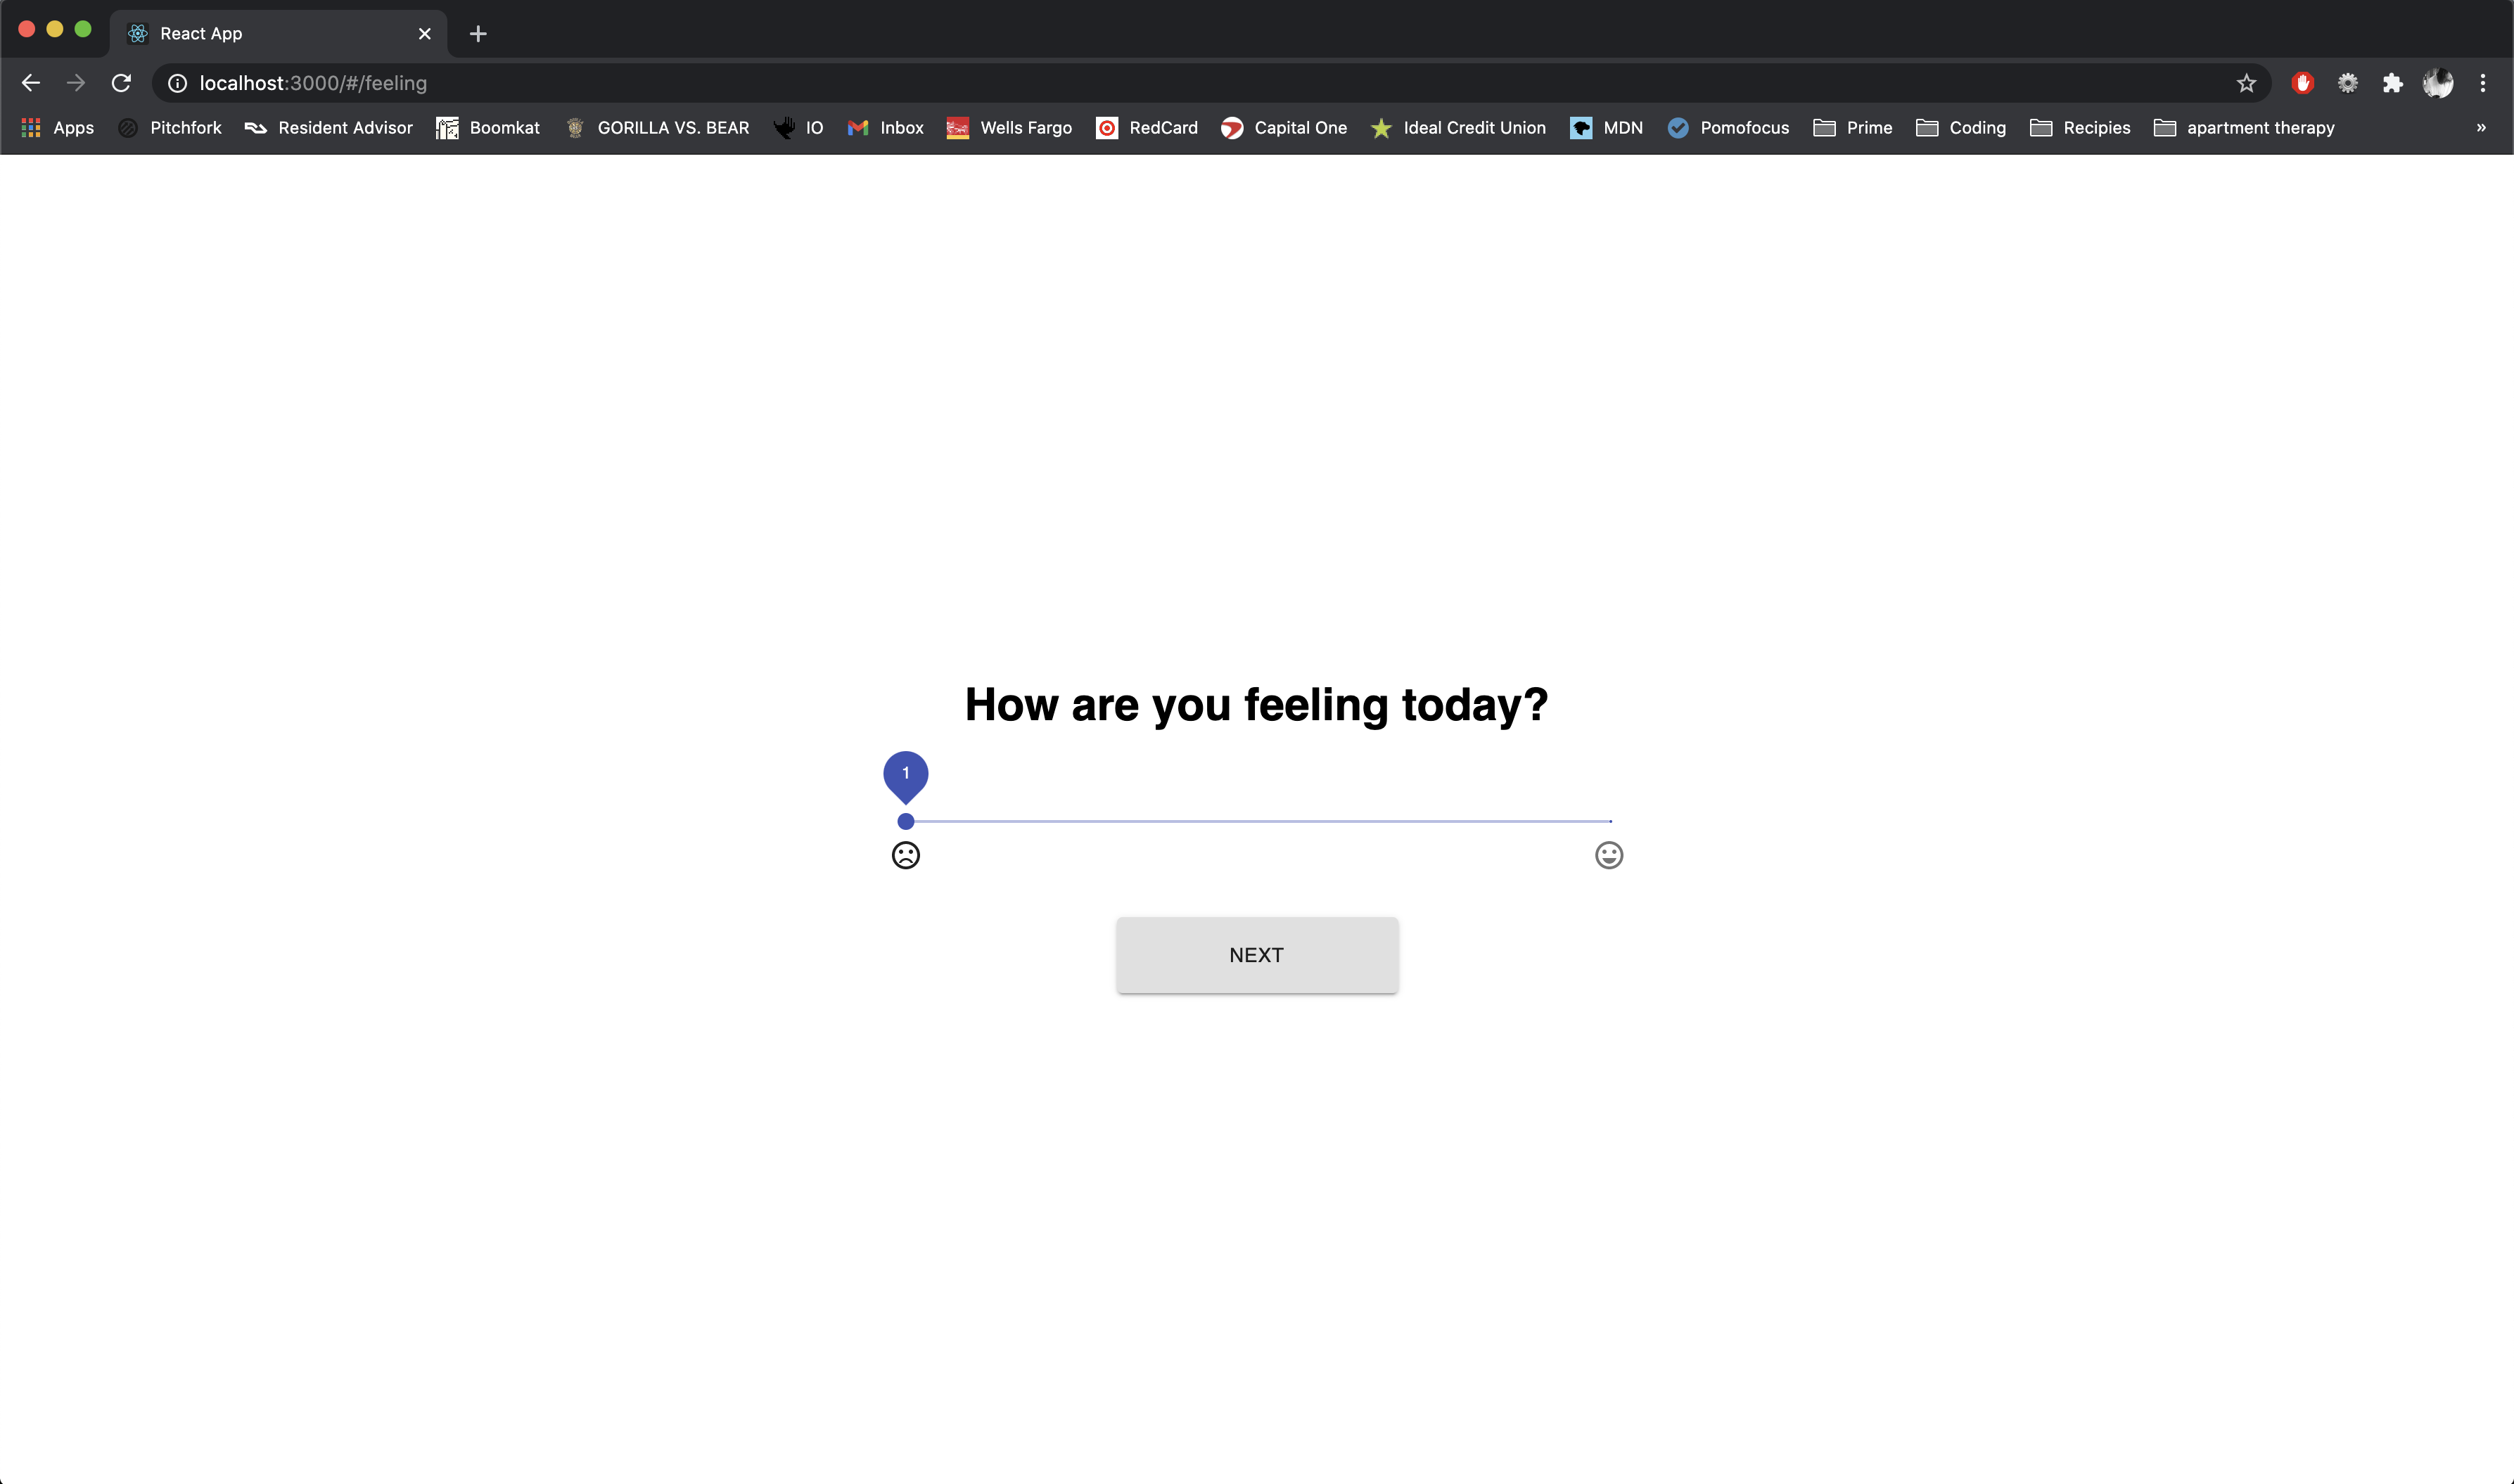 React App
localhost:3000/#/feeling
Apps Pitchfork Resident Advisor Boomkat GORILLA VS. BEAR IO Inbox Wells Fargo RedCard Capital One Ideal Credit Union MDN Pomofocus Prime Coding Recipies apartment therapy »
How are you feeling today?
1
NEXT